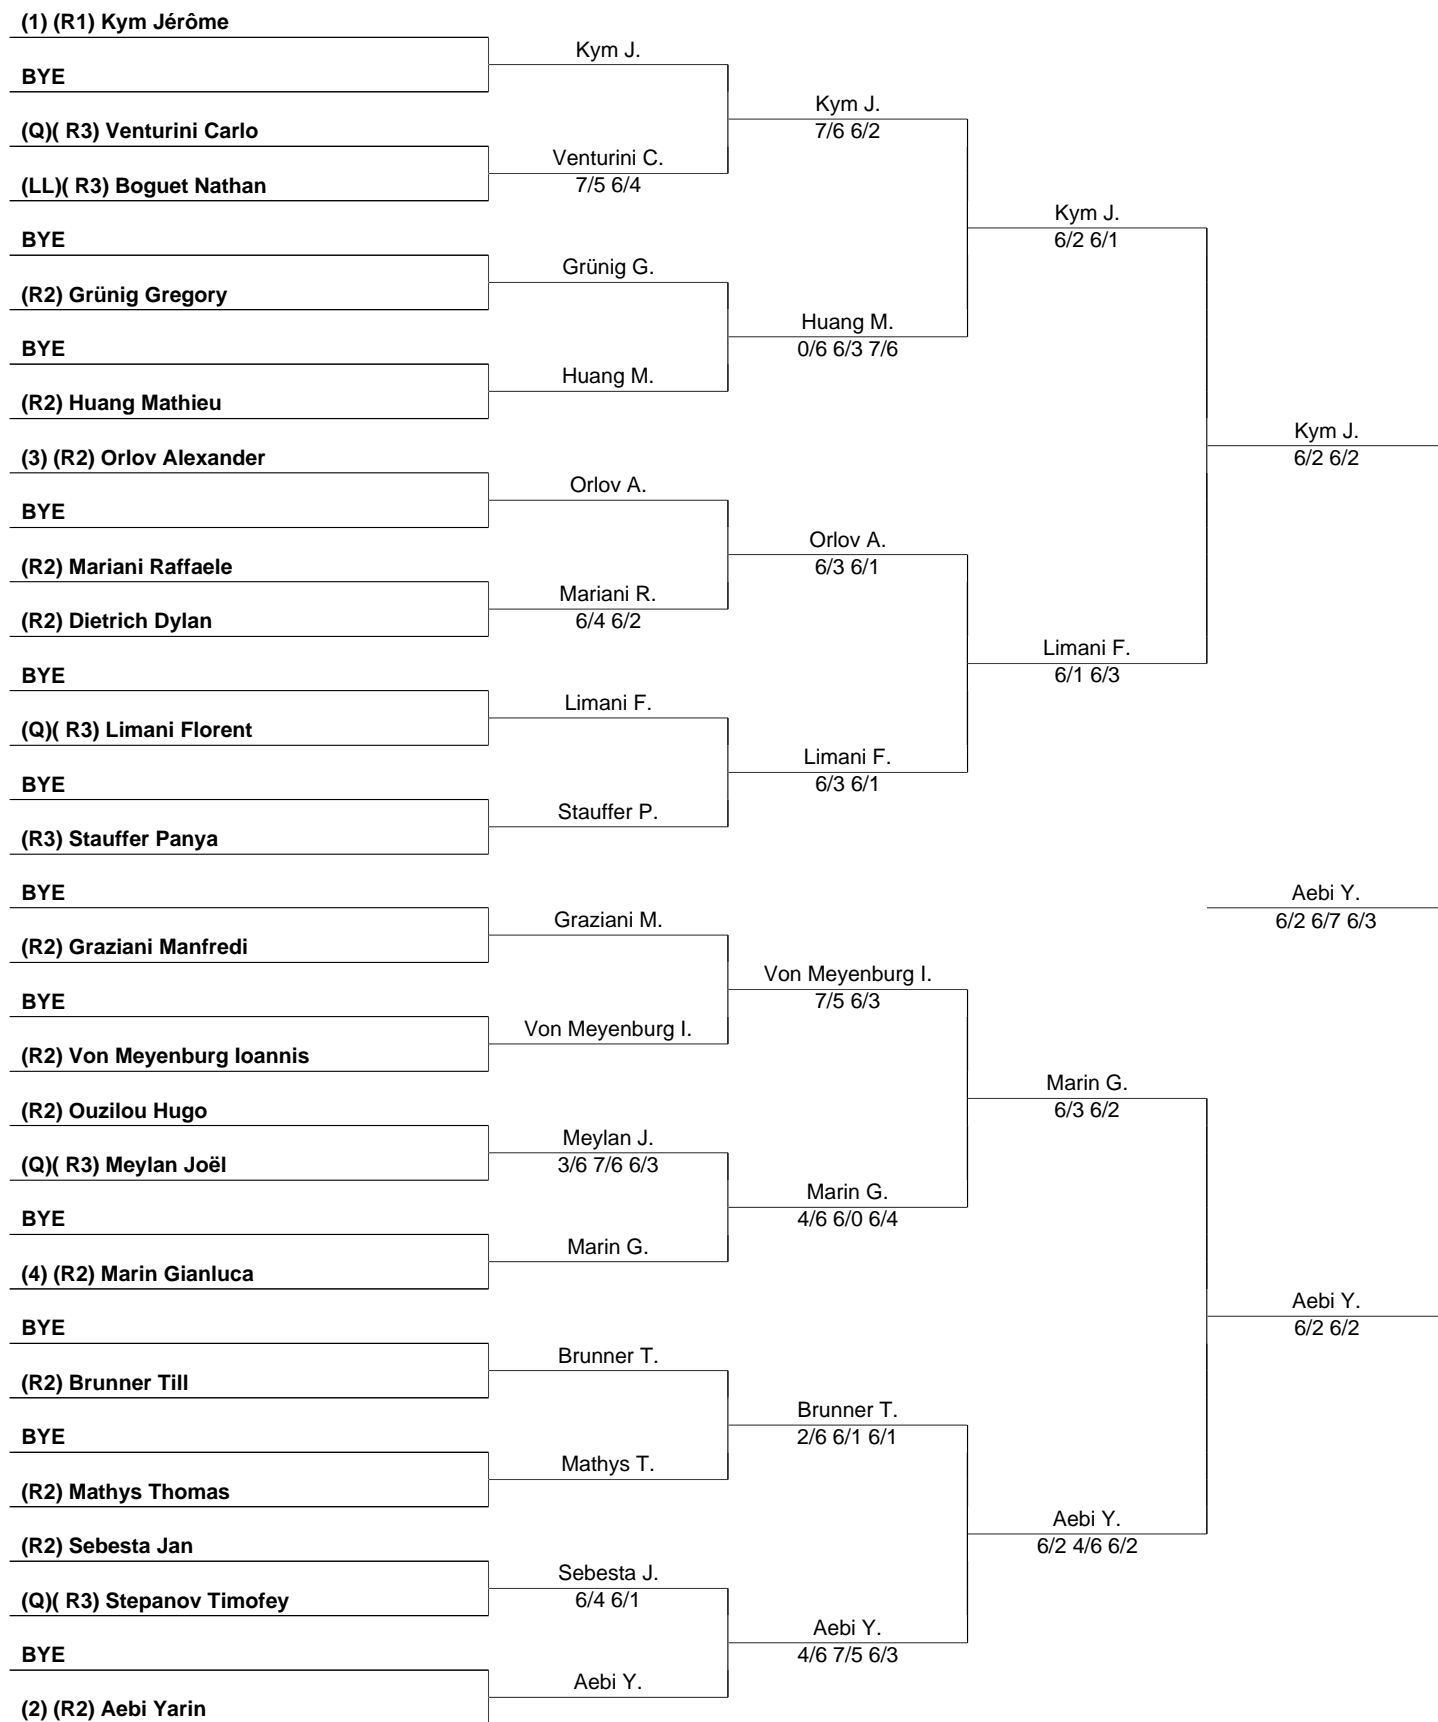 (1) (R1) Kym Jérôme
Kym J.
BYE
Kym J.
7/6 6/2
(Q)( R3) Venturini Carlo
Venturini C.
7/5 6/4
(LL)( R3) Boguet Nathan
Kym J.
6/2 6/1
BYE
Grünig G.
(R2) Grünig Gregory
Huang M.
0/6 6/3 7/6
BYE
Huang M.
(R2) Huang Mathieu
Kym J.
6/2 6/2
(3) (R2) Orlov Alexander
Orlov A.
BYE
Orlov A.
6/3 6/1
(R2) Mariani Raffaele
Mariani R.
6/4 6/2
(R2) Dietrich Dylan
Limani F.
6/1 6/3
BYE
Limani F.
(Q)( R3) Limani Florent
Limani F.
6/3 6/1
BYE
Stauffer P.
(R3) Stauffer Panya
BYE
Aebi Y.
6/2 6/7 6/3
Graziani M.
(R2) Graziani Manfredi
Von Meyenburg I.
7/5 6/3
BYE
Von Meyenburg I.
(R2) Von Meyenburg Ioannis
Marin G.
6/3 6/2
(R2) Ouzilou Hugo
Meylan J.
3/6 7/6 6/3
(Q)( R3) Meylan Joël
Marin G.
4/6 6/0 6/4
BYE
Marin G.
(4) (R2) Marin Gianluca
Aebi Y.
6/2 6/2
BYE
Brunner T.
(R2) Brunner Till
Brunner T.
2/6 6/1 6/1
BYE
Mathys T.
(R2) Mathys Thomas
Aebi Y.
6/2 4/6 6/2
(R2) Sebesta Jan
Sebesta J.
6/4 6/1
(Q)( R3) Stepanov Timofey
Aebi Y.
4/6 7/5 6/3
BYE
Aebi Y.
(2) (R2) Aebi Yarin